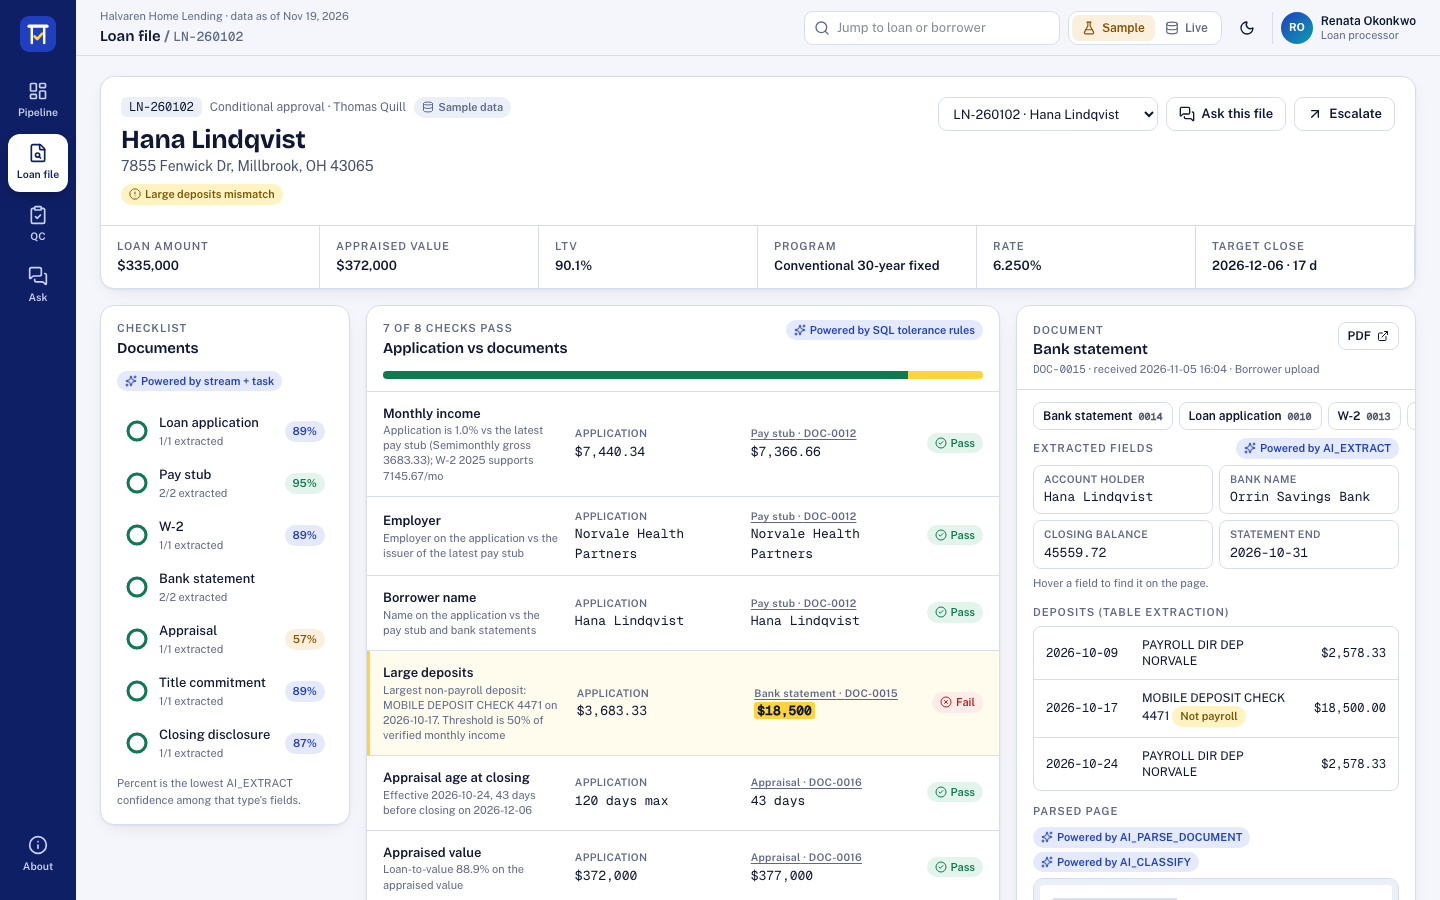 Halvaren Home Lending · data as of Nov 19, 2026
Loan file / LN-260102
Jump to loan or borrower
Sample
Live
RO
Renata Okonkwo
Loan processor
Pipeline
Loan file
QC
Ask
About
LN-260102
Conditional approval · Thomas Quill
Sample data
Hana Lindqvist
7855 Fenwick Dr, Millbrook, OH 43065
Large deposits mismatch
LN-260102 · Hana Lindqvist
Ask this file
Escalate
LOAN AMOUNT
$335,000
APPRAISED VALUE
$372,000
LTV
90.1%
PROGRAM
Conventional 30-year fixed
RATE
6.250%
TARGET CLOSE
2026-12-06 · 17 d
CHECKLIST
Documents
Powered by stream + task
Loan application
1/1 extracted
89%
Pay stub
2/2 extracted
95%
W-2
1/1 extracted
89%
Bank statement
2/2 extracted
Appraisal
1/1 extracted
57%
Title commitment
1/1 extracted
89%
Closing disclosure
1/1 extracted
87%
Percent is the lowest AI_EXTRACT
confidence among that type's fields.
7 OF 8 CHECKS PASS
Application vs documents
Powered by SQL tolerance rules
Monthly income
Application is 1.0% vs the latest
pay stub (Semimonthly gross
3683.33); W-2 2025 supports
7145.67/mo
APPLICATION
$7,440.34
Pay stub · DOC-0012
$7,366.66
Pass
Employer
Employer on the application vs the
issuer of the latest pay stub
APPLICATION
Norvale Health
Partners
Pay stub · DOC-0012
Norvale Health
Partners
Pass
Borrower name
Name on the application vs the
pay stub and bank statements
APPLICATION
Hana Lindqvist
Pay stub · DOC-0012
Hana Lindqvist
Pass
Large deposits
Largest non-payroll deposit:
MOBILE DEPOSIT CHECK 4471 on
2026-10-17. Threshold is 50% of
verified monthly income
APPLICATION
$3,683.33
Bank statement · DOC-0015
$18,500
Fail
Appraisal age at closing
Effective 2026-10-24, 43 days
before closing on 2026-12-06
APPLICATION
120 days max
Appraisal · DOC-0016
43 days
Pass
Appraised value
Loan-to-value 88.9% on the
appraised value
APPLICATION
$372,000
Appraisal · DOC-0016
$377,000
Pass
DOCUMENT
Bank statement
DOC-0015 · received 2026-11-05 16:04 · Borrower upload
PDF
Bank statement 0014
Loan application 0010
W-2 0013
EXTRACTED FIELDS
Powered by AI_EXTRACT
ACCOUNT HOLDER
Hana Lindqvist
BANK NAME
Orrin Savings Bank
CLOSING BALANCE
45559.72
STATEMENT END
2026-10-31
Hover a field to find it on the page.
DEPOSITS (TABLE EXTRACTION)
2026-10-09
PAYROLL DIR DEP
NORVALE
$2,578.33
2026-10-17
MOBILE DEPOSIT CHECK
4471 Not payroll
$18,500.00
2026-10-24
PAYROLL DIR DEP
NORVALE
$2,578.33
PARSED PAGE
Powered by AI_PARSE_DOCUMENT
Powered by AI_CLASSIFY